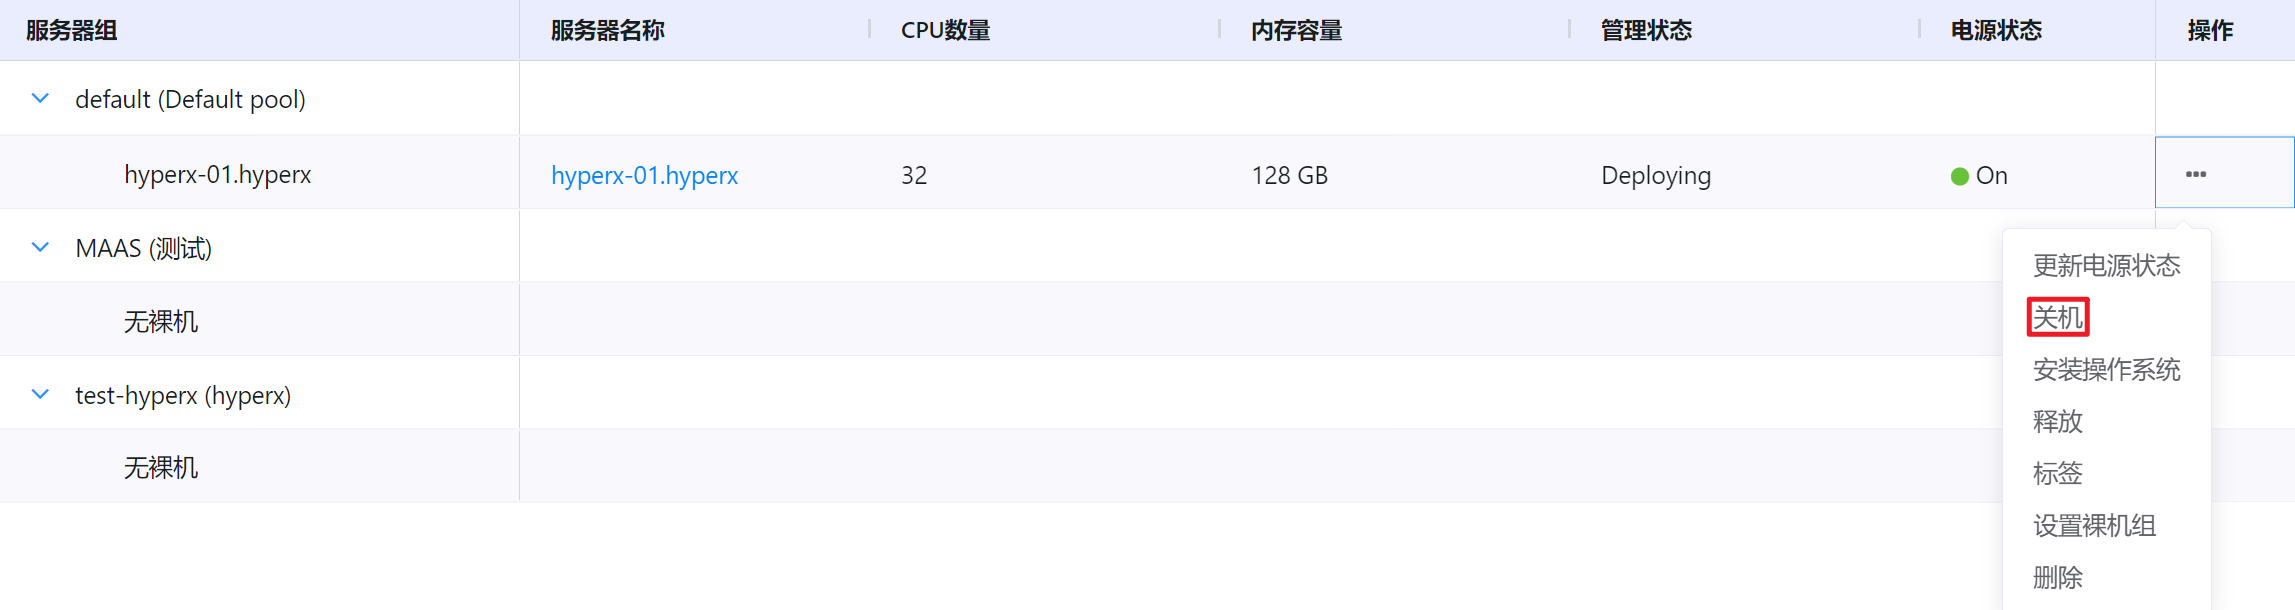 服务器组 服务器名称 CPU数量 内存容量 管理状态 电源状态 操作
default (Default pool)
hyperx-01.hyperx hyperx-01.hyperx 32 128 GB Deploying On ···
MAAS (测试)
更新电源状态
无裸机
关机
安装操作系统
test-hyperx (hyperx)
释放
无裸机
标签
设置裸机组
删除